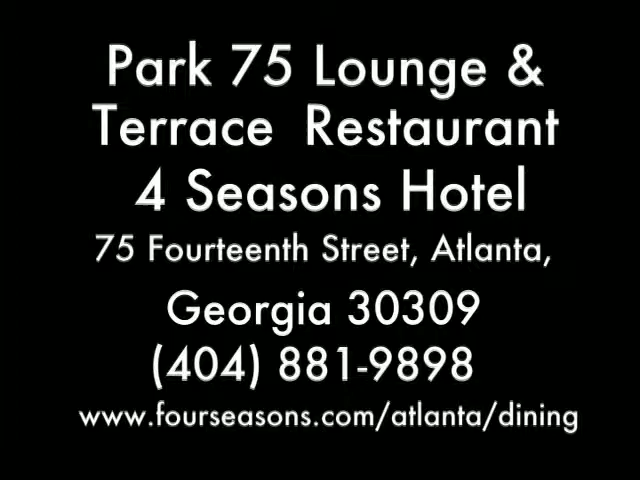 Park 75 Lounge &
Terrace Restaurant
4 Seasons Hotel
75 Fourteenth Street, Atlanta,
Georgia 30309
(404) 881-9898
www.fourseasons.com/atlanta/dining